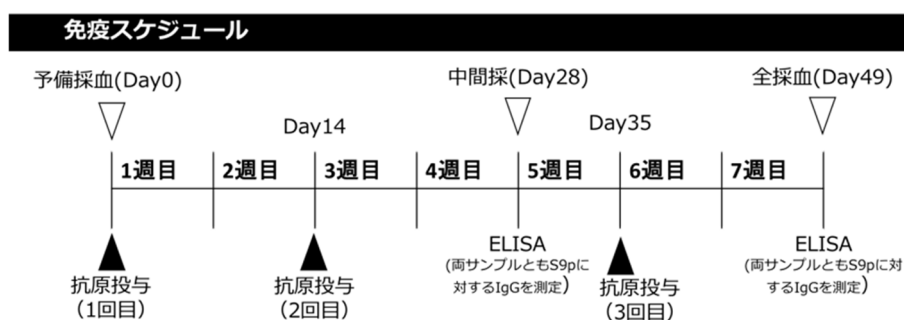 免疫スケジュール
予備採血(Day0)
中間採(Day28)
全採血(Day49)
Day14
Day35
1週目
2週目
3週目
4週目
5週目
6週目
7週目
抗原投与
(1回目)
抗原投与
(2回目)
ELISA
(両サンプルともS9pに
対するIgGを測定)
抗原投与
(3回目)
ELISA
(両サンプルともS9pに対
するIgGを測定)